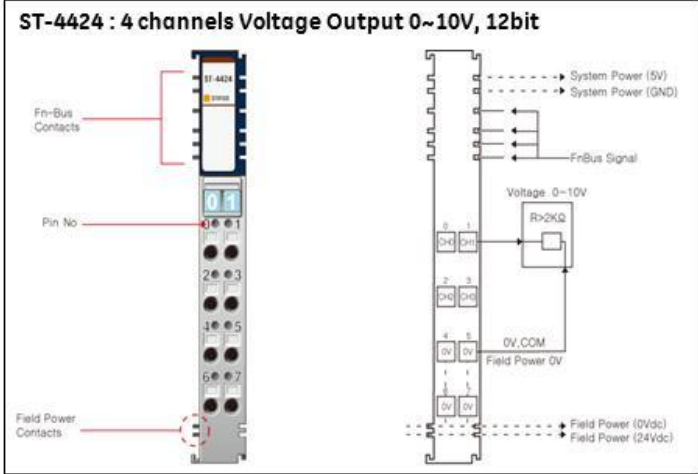 ST-4424 : 4 channels Voltage Output 0~10V, 12bit
ST-4424
STATUS
Fn-Bus
Contacts
0 1
Pin No
0 1
2 3
4 5
6 7
Field Power
Contacts
System Power (5V)
System Power (GND)
FnBus Signal
Voltage 0-10V
R>2KΩ
0 1
CH0 CH1
2 3
CH2 CH3
4 5
0V 0V
0V 0V
0V,COM
Field Power 0V
Field Power (0Vdc)
Field Power (24Vdc)